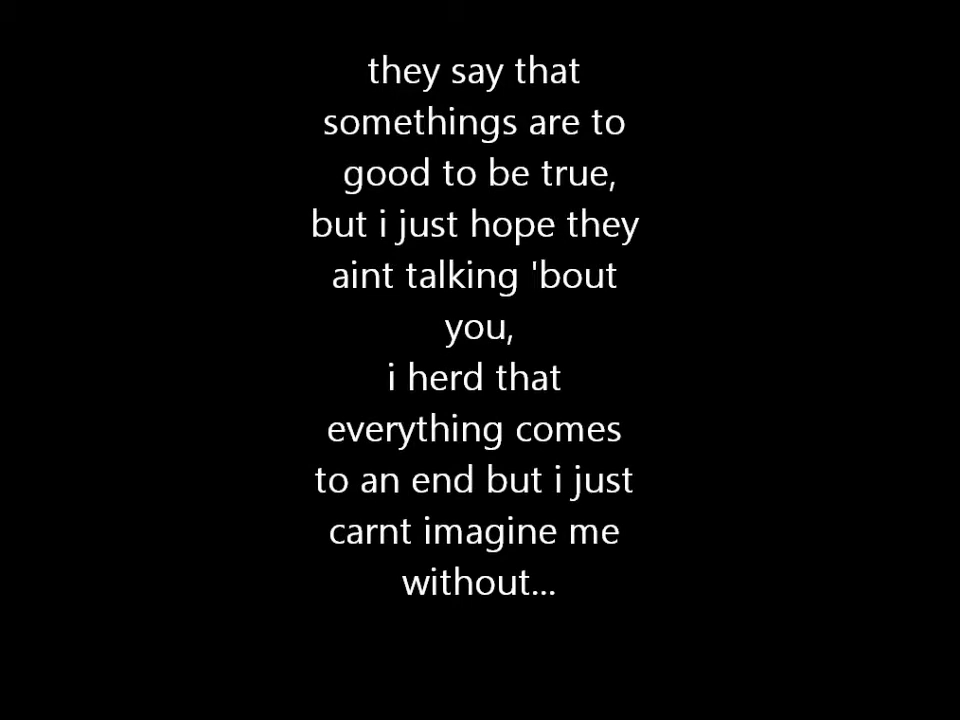 they say that
somethings are to
good to be true,
but i just hope they
aint talking 'bout
you,
i herd that
everything comes
to an end but i just
carnt imagine me
without...